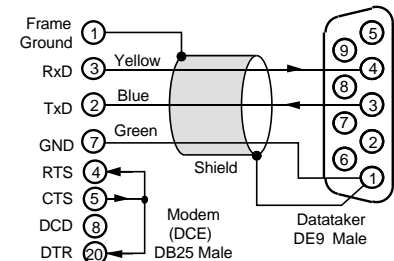 Frame
Ground 1
RxD 3 Yellow
TxD 2 Blue
GND 7 Green
RTS 4
CTS 5
DCD 8
DTR 20
Shield
Modem
(DCE)
DB25 Male
5
9
4
8
3
7
2
6
1
Datataker
DE9 Male